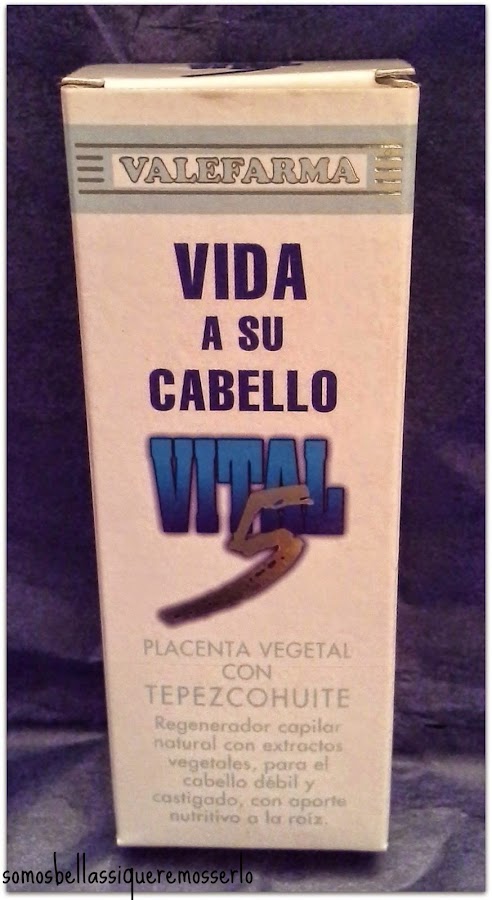 VALEFARMA
VIDA
A SU
CABELLO
VITAL
5
PLACENTA VEGETAL
CON
TEPEZCOHUITE
Regenerador capilar
natural con extractos
vegetales, para el
cabello débil y
castigado, con aporte
nutritivo a la roíz.
somosbellassiqueremosserlo